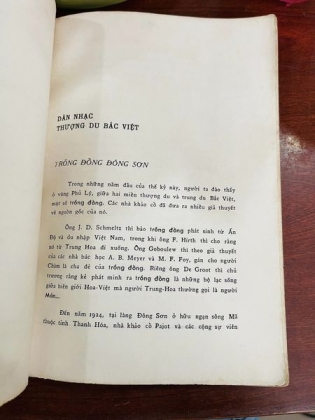 DÂN NHẠC
THƯỢNG DU BẮC VIỆT
TRỐNG ĐỒNG ĐÔNG SƠN
Trong những năm đầu của thế kỷ này, người ta đào thấy
ở vùng Phủ Lý, giữa hai miền thượng du và trung du Bắc Việt,
một số trống đồng. Các nhà khảo cổ đã đưa ra nhiều giả thuyết
về nguồn gốc của nó.
Ông J. D. Schmeltz thì bảo trống đồng phát sinh từ Ấn
Độ và du nhập Việt Nam, trong khi ông F. Hirth thì cho rằng
nó từ Trung Hoa đi xuống. Ông Goboulew thì cho giả thuyết
của các nhà bác học A. B. Meyer và M. F. Foy, gán cho người
Chàm là cha đẻ của trống đồng. Riêng ông De Groot thì chủ
trương rằng kẻ phát minh ra trống đồng là những bộ lạc sống
giữa biên giới Hoa-Việt mà người Trung-Hoa thường gọi là người
Mán...
Đến năm 1924, tại làng Đông Sơn ở hữu ngạn sông Mã
thuộc tỉnh Thanh Hóa, nhà khảo cổ Pajot và các cộng sự viên